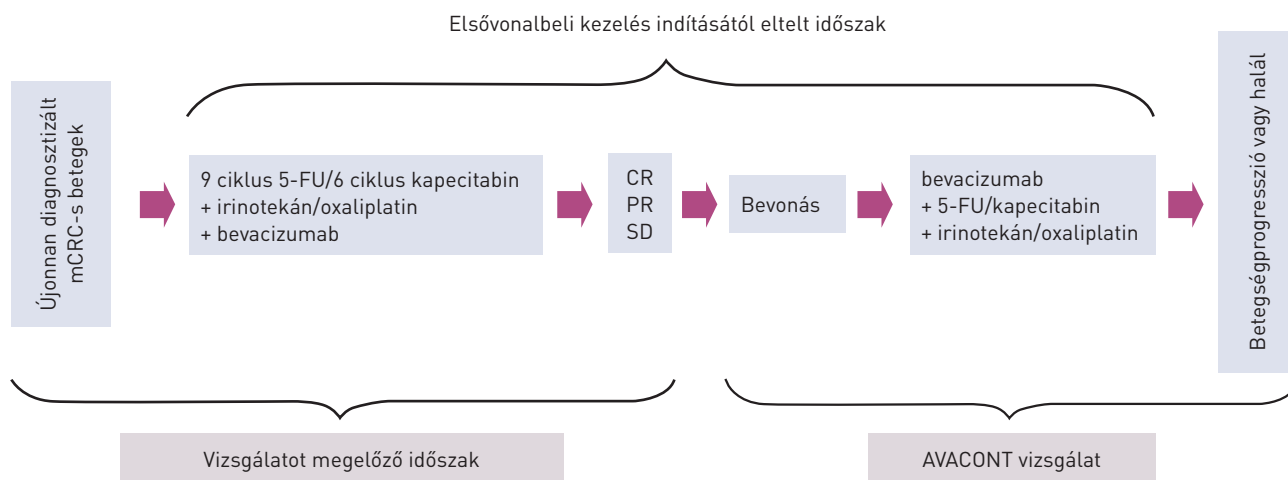 Elsővonalbeli kezelés indításától eltelt időszak
Újonnan diagnosztizált
mCRC-s betegek
9 ciklus 5-FU/6 ciklus kapecitabin
+ irinotekán/oxaliplatin
+ bevacizumab
CR
PR
SD
Bevonás
bevacizumab
+ 5-FU/kapecitabin
+ irinotekán/oxaliplatin
Betegségprogresszió vagy halál
Vizsgálatot megelőző időszak
AVACONT vizsgálat